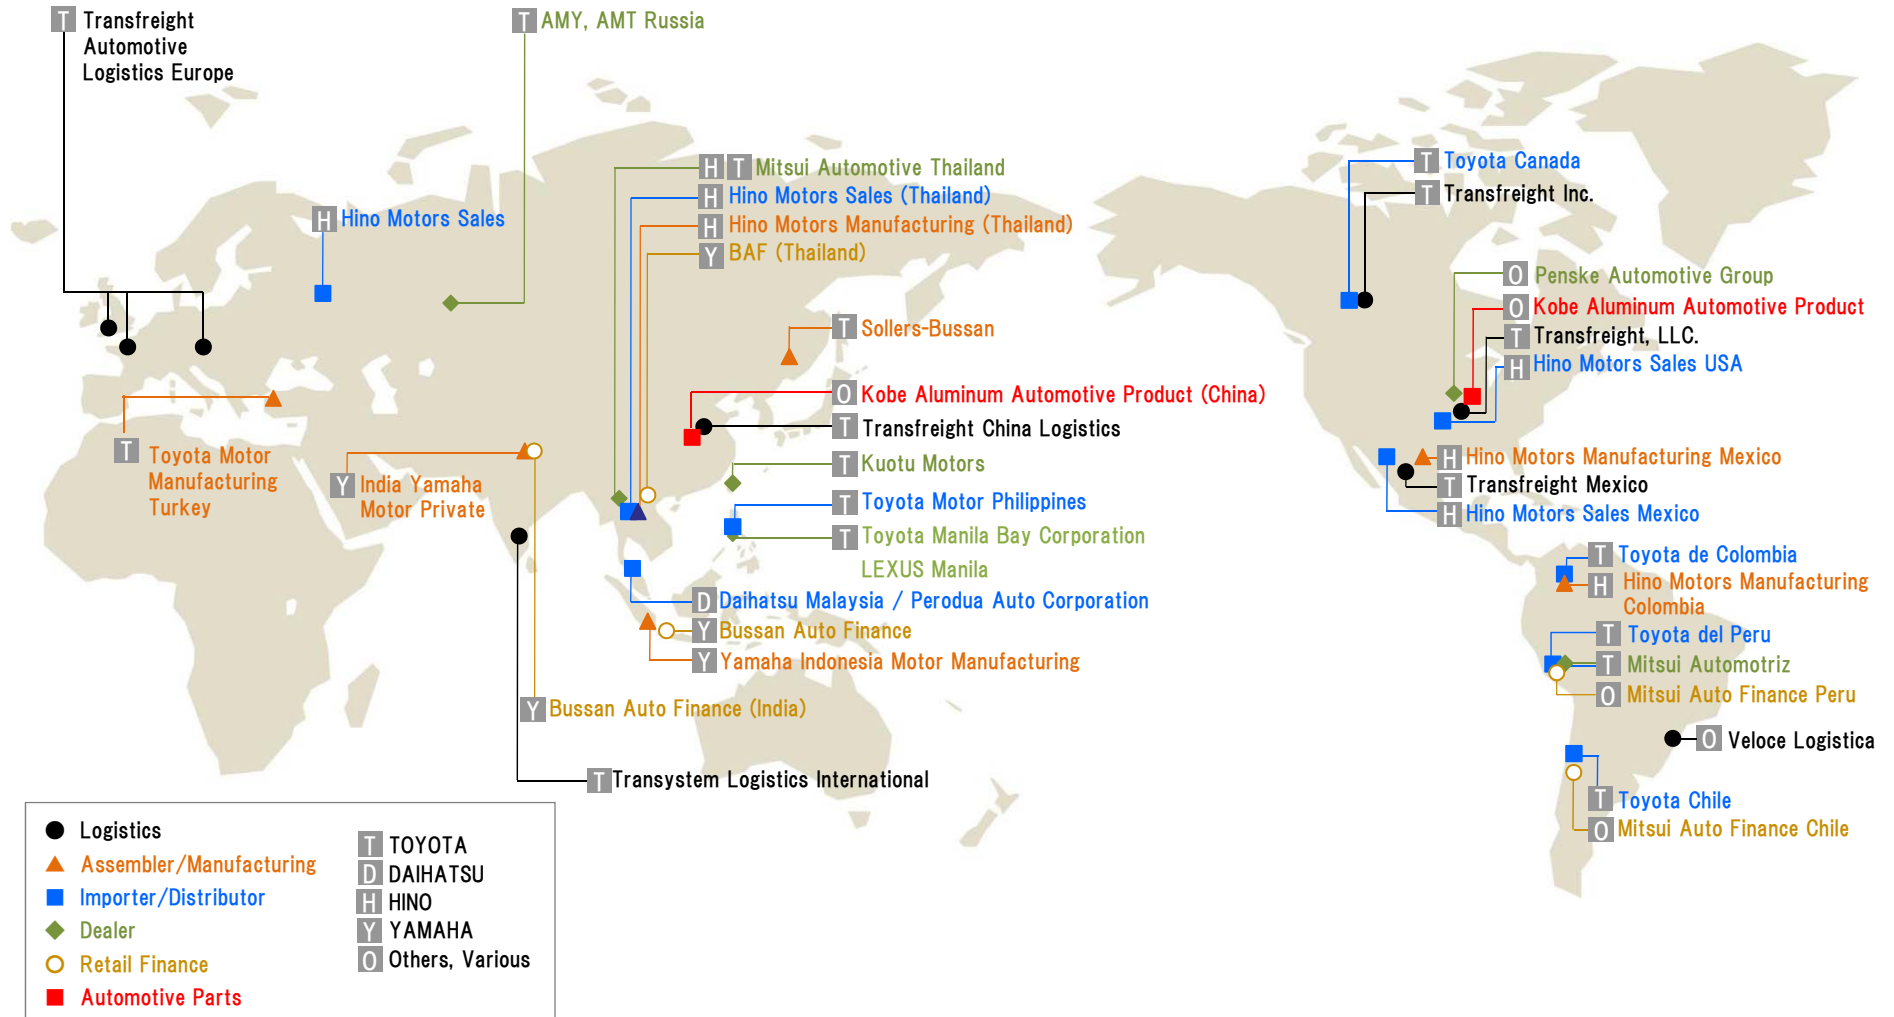 T Transfreight
Automotive
Logistics Europe
T AMY, AMT Russia
H Hino Motors Sales
H T Mitsui Automotive Thailand
H Hino Motors Sales (Thailand)
H Hino Motors Manufacturing (Thailand)
Y BAF (Thailand)
T Sollers-Bussan
O Kobe Aluminum Automotive Product (China)
T Transfreight China Logistics
T Kuotu Motors
T Toyota Motor Philippines
T Toyota Manila Bay Corporation
LEXUS Manila
D Daihatsu Malaysia / Perodua Auto Corporation
Y Bussan Auto Finance
Y Yamaha Indonesia Motor Manufacturing
T Toyota Motor
Manufacturing
Turkey
Y India Yamaha
Motor Private
Y Bussan Auto Finance (India)
T Transystem Logistics International
T Toyota Canada
T Transfreight Inc.
O Penske Automotive Group
O Kobe Aluminum Automotive Product
T Transfreight, LLC.
H Hino Motors Sales USA
H Hino Motors Manufacturing Mexico
T Transfreight Mexico
H Hino Motors Sales Mexico
T Toyota de Colombia
H Hino Motors Manufacturing
Colombia
T Toyota del Peru
T Mitsui Automotriz
O Mitsui Auto Finance Peru
O Veloce Logistica
T Toyota Chile
O Mitsui Auto Finance Chile
Logistics
Assembler/Manufacturing
Importer/Distributor
Dealer
Retail Finance
Automotive Parts
T TOYOTA
D DAIHATSU
H HINO
Y YAMAHA
O Others, Various